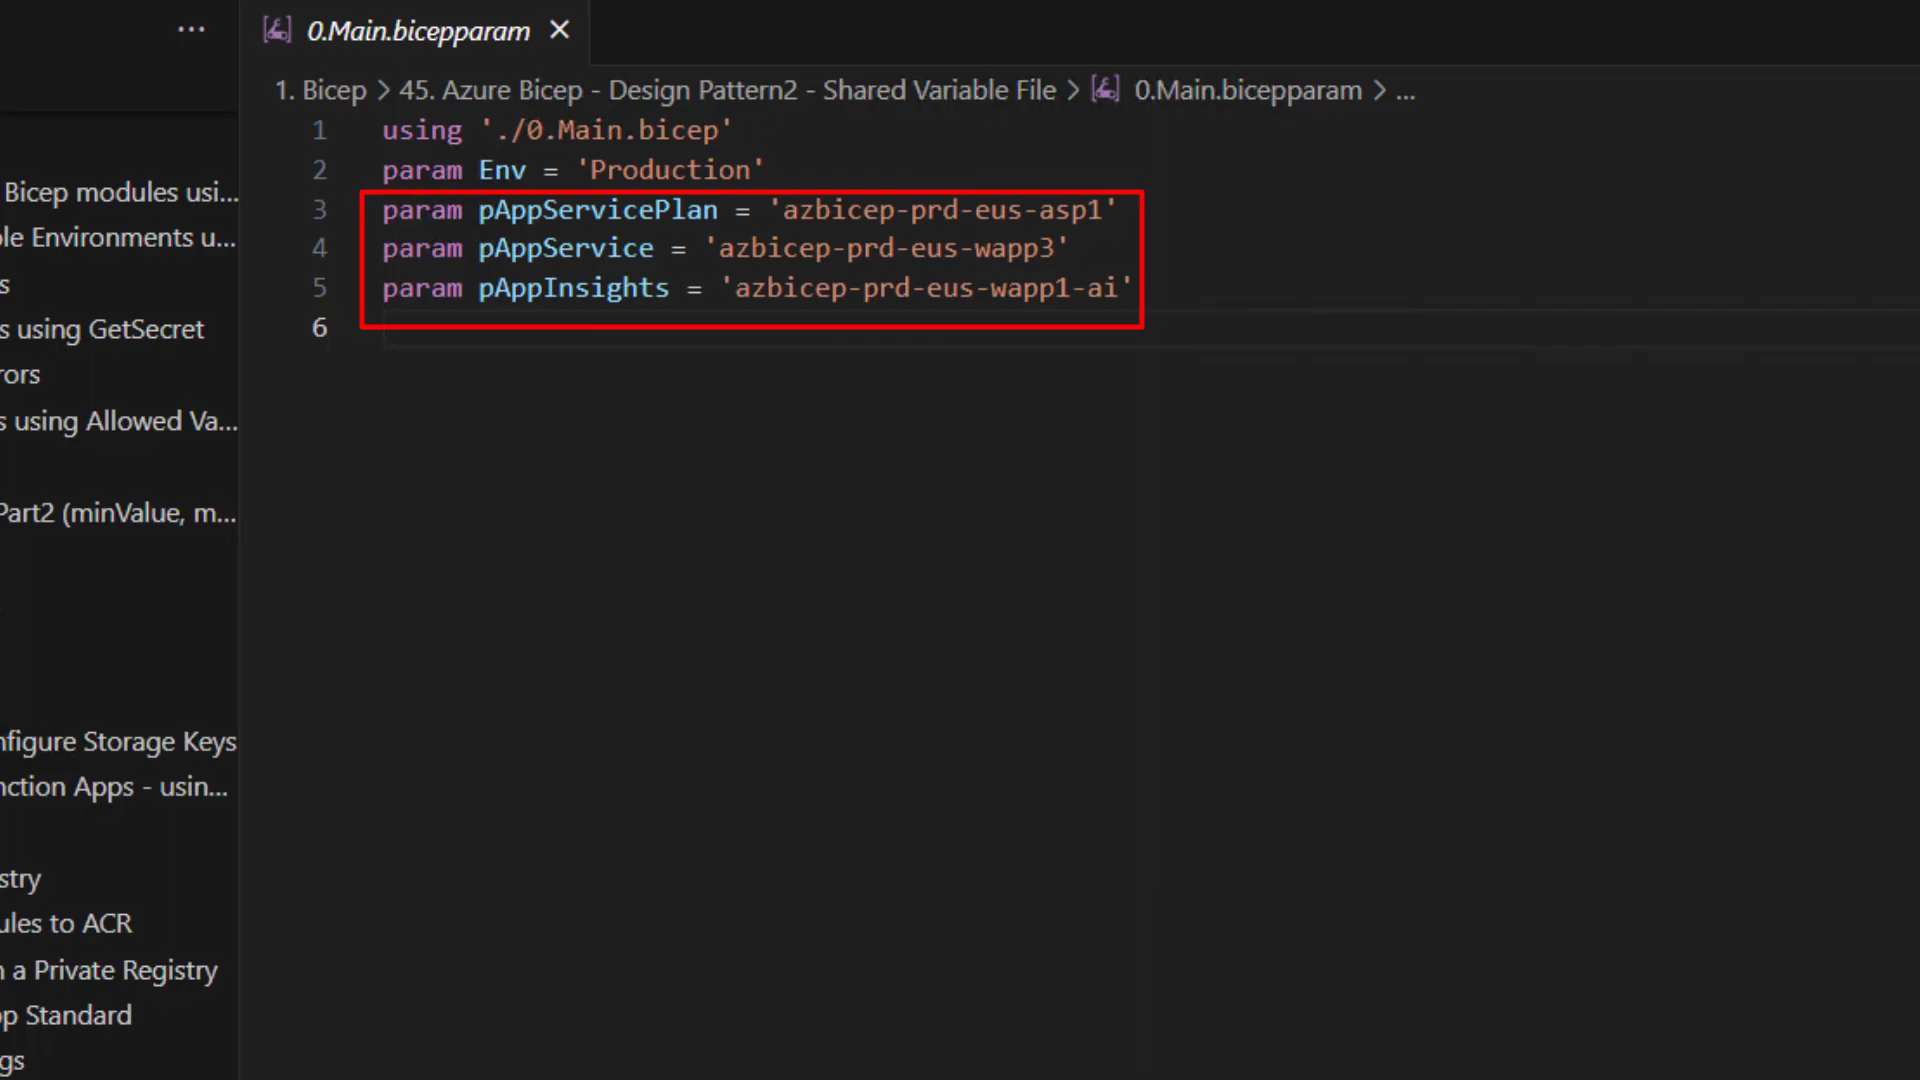 ...
0.Main.bicepparam
1. Bicep > 45. Azure Bicep - Design Pattern2 - Shared Variable File > 0.Main.bicepparam > ...
1 using './0.Main.bicep'
2 param Env = 'Production'
3 param pAppServicePlan = 'azbicep-prd-eus-asp1'
4 param pAppService = 'azbicep-prd-eus-wapp3'
5 param pAppInsights = 'azbicep-prd-eus-wapp1-ai'
6
Bicep modules usi...
ple Environments u...
s
s using GetSecret
rors
s using Allowed Va...
Part2 (minValue, m...
nfigure Storage Keys
nction Apps - usin...
stry
ules to ACR
n a Private Registry
pp Standard
gs